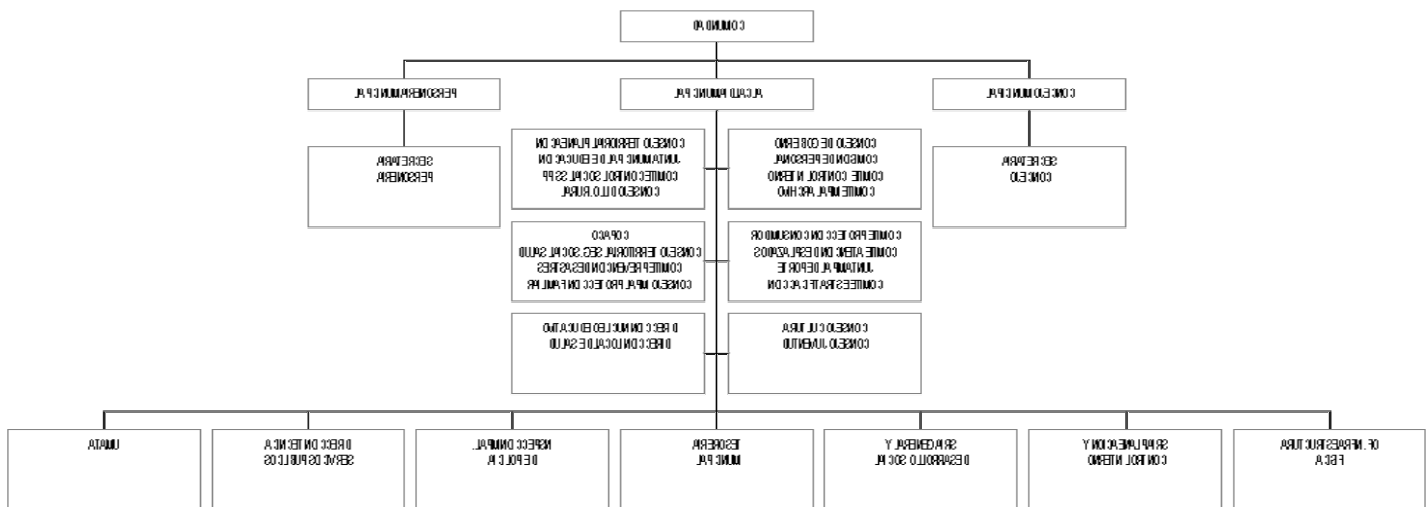 COMUNIDAD
CONCEJO MUNICIPAL
ALCALDIA MUNICIPAL
PERSONERIA MUNICIPAL
SECRETARIA
CONCEJO
CONSEJO DE GOBIERNO
COMISION DE PERSONAL
COMITE CONTROL INTERNO
COMITE MPAL ARCHIVO
CONSEJO TERRIORIAL PLANEACION
JUNTA MUNICIPAL DE EDUCACION
COMITE CONTROL SOCIAL SS.PP
CONSEJO DLLO. RURAL
SECRETARIA
PERSONERIA
COMITE PROTECCION CONSUMIDOR
COMITE ATENCION DESPLAZADOS
JUNTA MPAL DEPORTE
COMITE ESTRATIFICACION
COPACO
CONSEJO TERRITORIAL SEG.SOCIAL SALUD
COMITE PREVENCION DESASTRES
CONSEJO MPAL PROTECCION FAMILIAR
CONSEJO CULTURA
CONSEJO JUVENTUD
DIRECCION NUCLEO EDUCATIVO
DIRECCION LOCAL DE SALUD
OF. INFRAESTRUCTURA
FISICA
SRIA PLANEACION Y
CONTROL INTERNO
SRIA GENERAL Y
DESARROLLO SOCIAL
TESORERIA
MUNICIPAL
INSPECCION MPAL.
DE POLICIA
DIRECCION TECNICA
SERVICIOS PUBLICOS
UMATA